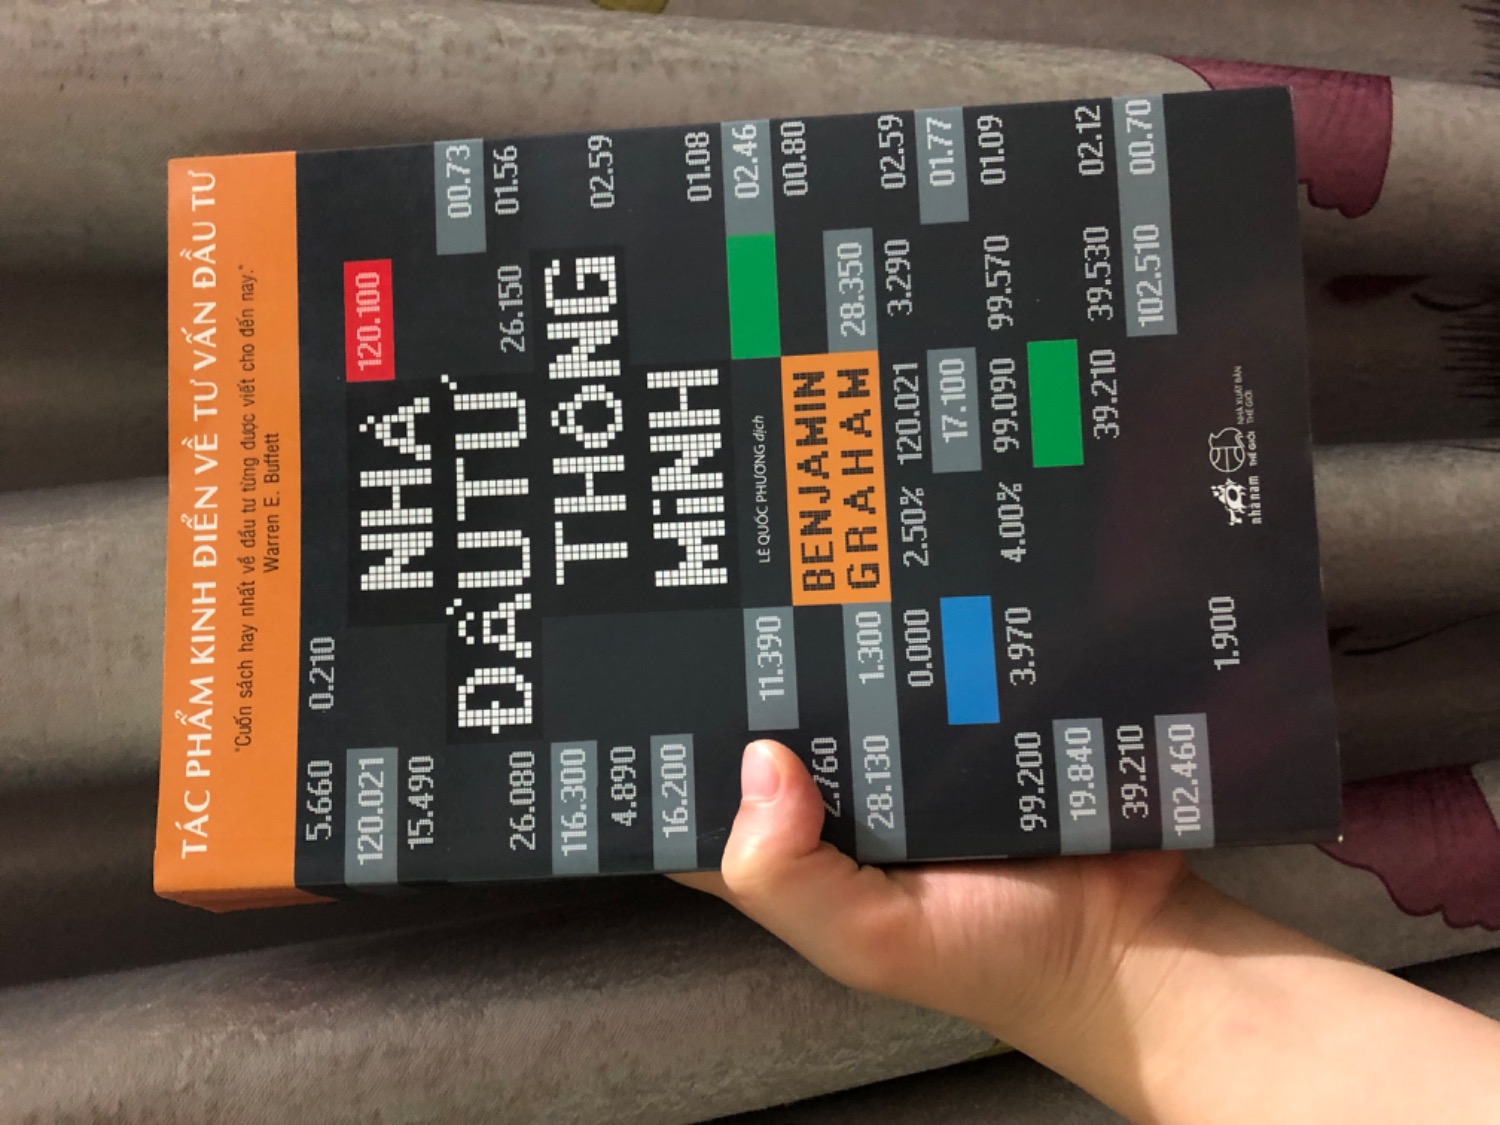 TÁC PHẨM KINH ĐIỂN VỀ TƯ VẤN ĐẦU TƯ
"Cuốn sách hay nhất về đầu tư từng được viết cho đến nay."
Warren E. Buffett
5.660 0.210
120.021 120.100
15.490 NHÀ 00.73
26.080 ĐẦU TƯ 26.150 01.56
116.300 THÔNG 02.59
4.890
16.200 MINH 01.08
02.46
11.390 LÊ QUỐC PHƯƠNG dịch 00.80
2.760 BENJAMIN
28.130 1.300 GRAHAM 28.350
0.000 2.50% 120.021 3.290 02.59
17.100 01.77
99.200 3.970 4.00% 99.090 99.570 01.09
19.840
39.210 39.210 39.530 02.12
102.460 102.510 00.70
1.900
nhã nam THẾ GIỚI NHÀ XUẤT BẢN
THẾ GIỚI